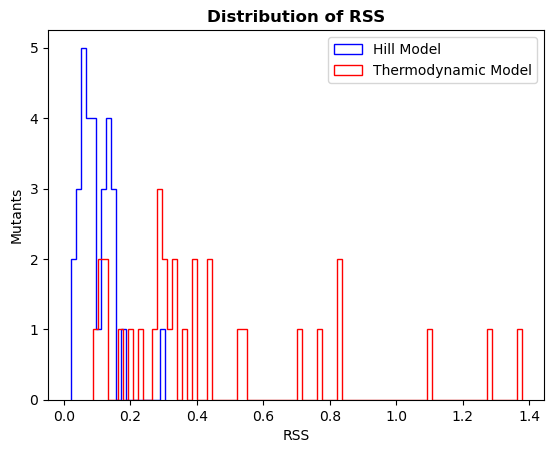 Distribution of RSS
Hill Model
Thermodynamic Model
Mutants
5
4
3
2
1
0
0.0 0.2 0.4 0.6 0.8 1.0 1.2 1.4
RSS